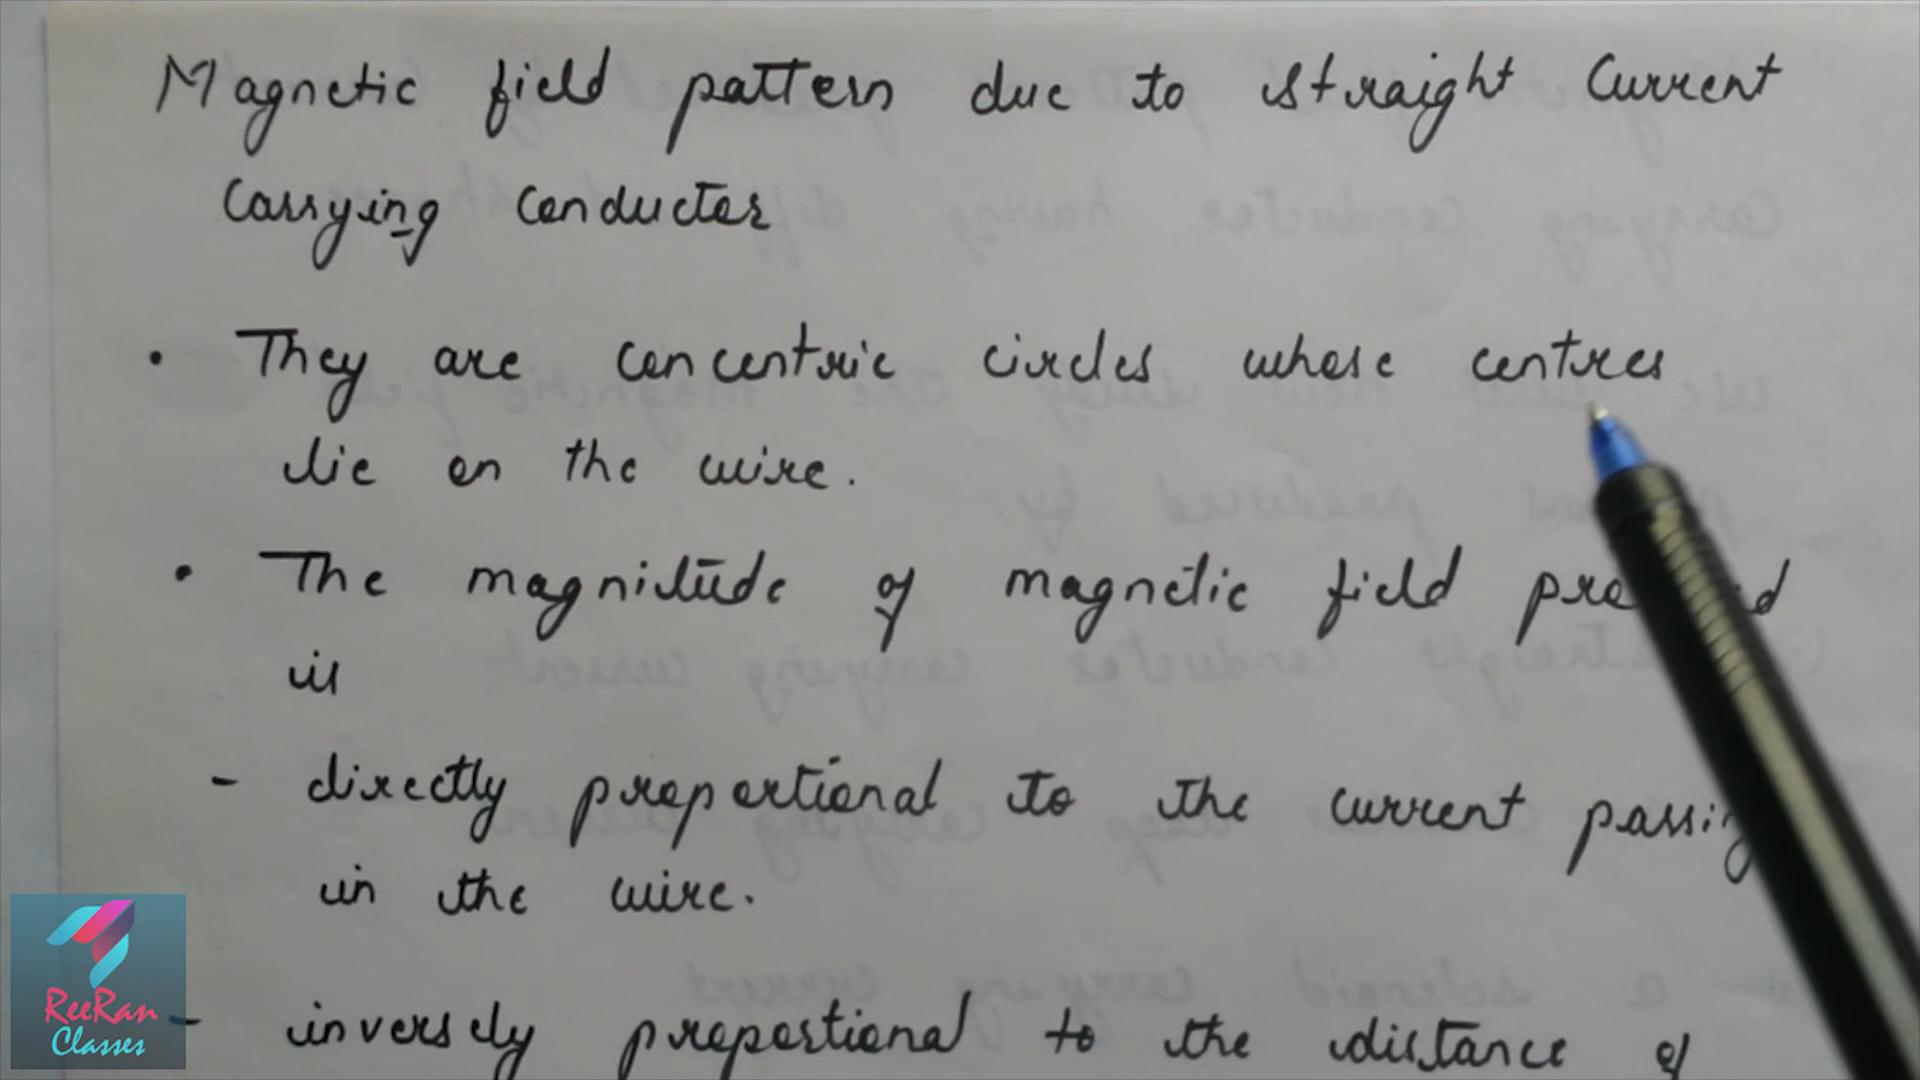 Magnetic field pattern due to straight Current
Carrying Conductor
• They are concentric circles whose centres
lie on the wire.
• The magnitude of magnetic field
is
- directly proportional to the current
in the wire.
- inversely proportional to the distance of
ReeRan
Classes